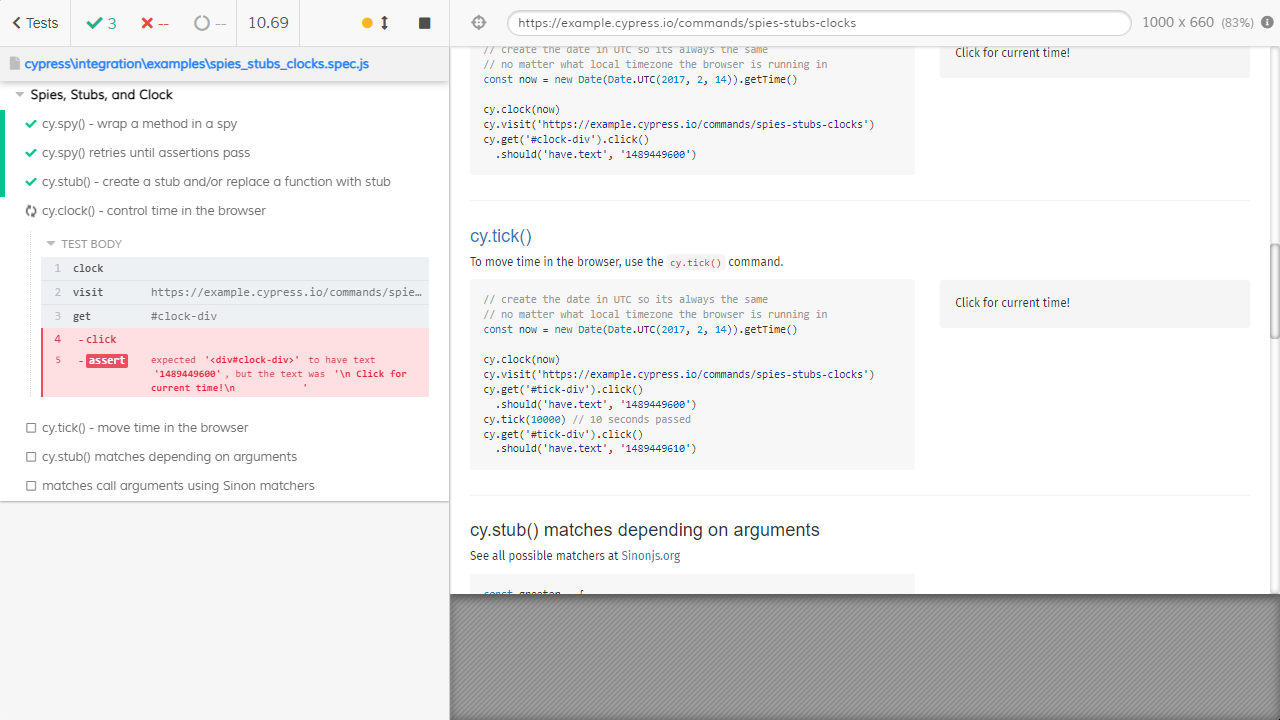 Tests
3
--
--
10.69
https://example.cypress.io/commands/spies-stubs-clocks
1000 x 660 (83%)
cypress\integration\examples\spies_stubs_clocks.spec.js
Spies, Stubs, and Clock
cy.spy() - wrap a method in a spy
cy.spy() retries until assertions pass
cy.stub() - create a stub and/or replace a function with stub
cy.clock() - control time in the browser
TEST BODY
1 clock
2 visit https://example.cypress.io/commands/spie…
3 get #clock-div
4 - click
5 - assert expected '<div#clock-div>' to have text
'1489449600', but the text was '\n Click for
current time!\n '
cy.tick() - move time in the browser
cy.stub() matches depending on arguments
matches call arguments using Sinon matchers
// create the date in UTC so its always the same
// no matter what local timezone the browser is running in
const now = new Date(Date.UTC(2017, 2, 14)).getTime()
cy.clock(now)
cy.visit('https://example.cypress.io/commands/spies-stubs-clocks')
cy.get('#clock-div').click()
.should('have.text', '1489449600')
Click for current time!
cy.tick()
To move time in the browser, use the cy.tick() command.
// create the date in UTC so its always the same
// no matter what local timezone the browser is running in
const now = new Date(Date.UTC(2017, 2, 14)).getTime()
cy.clock(now)
cy.visit('https://example.cypress.io/commands/spies-stubs-clocks')
cy.get('#tick-div').click()
.should('have.text', '1489449600')
cy.tick(10000) // 10 seconds passed
cy.get('#tick-div').click()
.should('have.text', '1489449610')
Click for current time!
cy.stub() matches depending on arguments
See all possible matchers at Sinonjs.org
const greeter = {